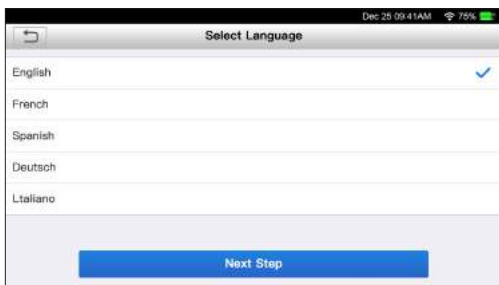 Dec 25 09:41AM 75%
Select Language
English
French
Spanish
Deutsch
Ltaliano
Next Step